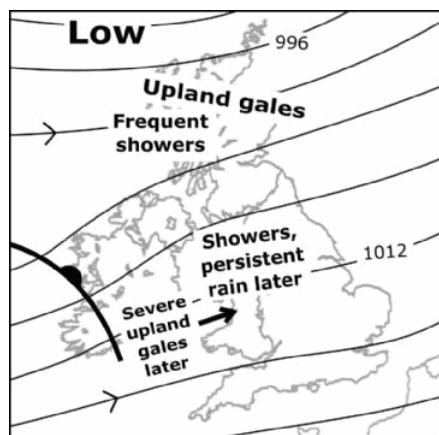 Low
996
Upland gales
Frequent
showers
Showers,
persistent
rain later
1012
Severe
upland
gales
later